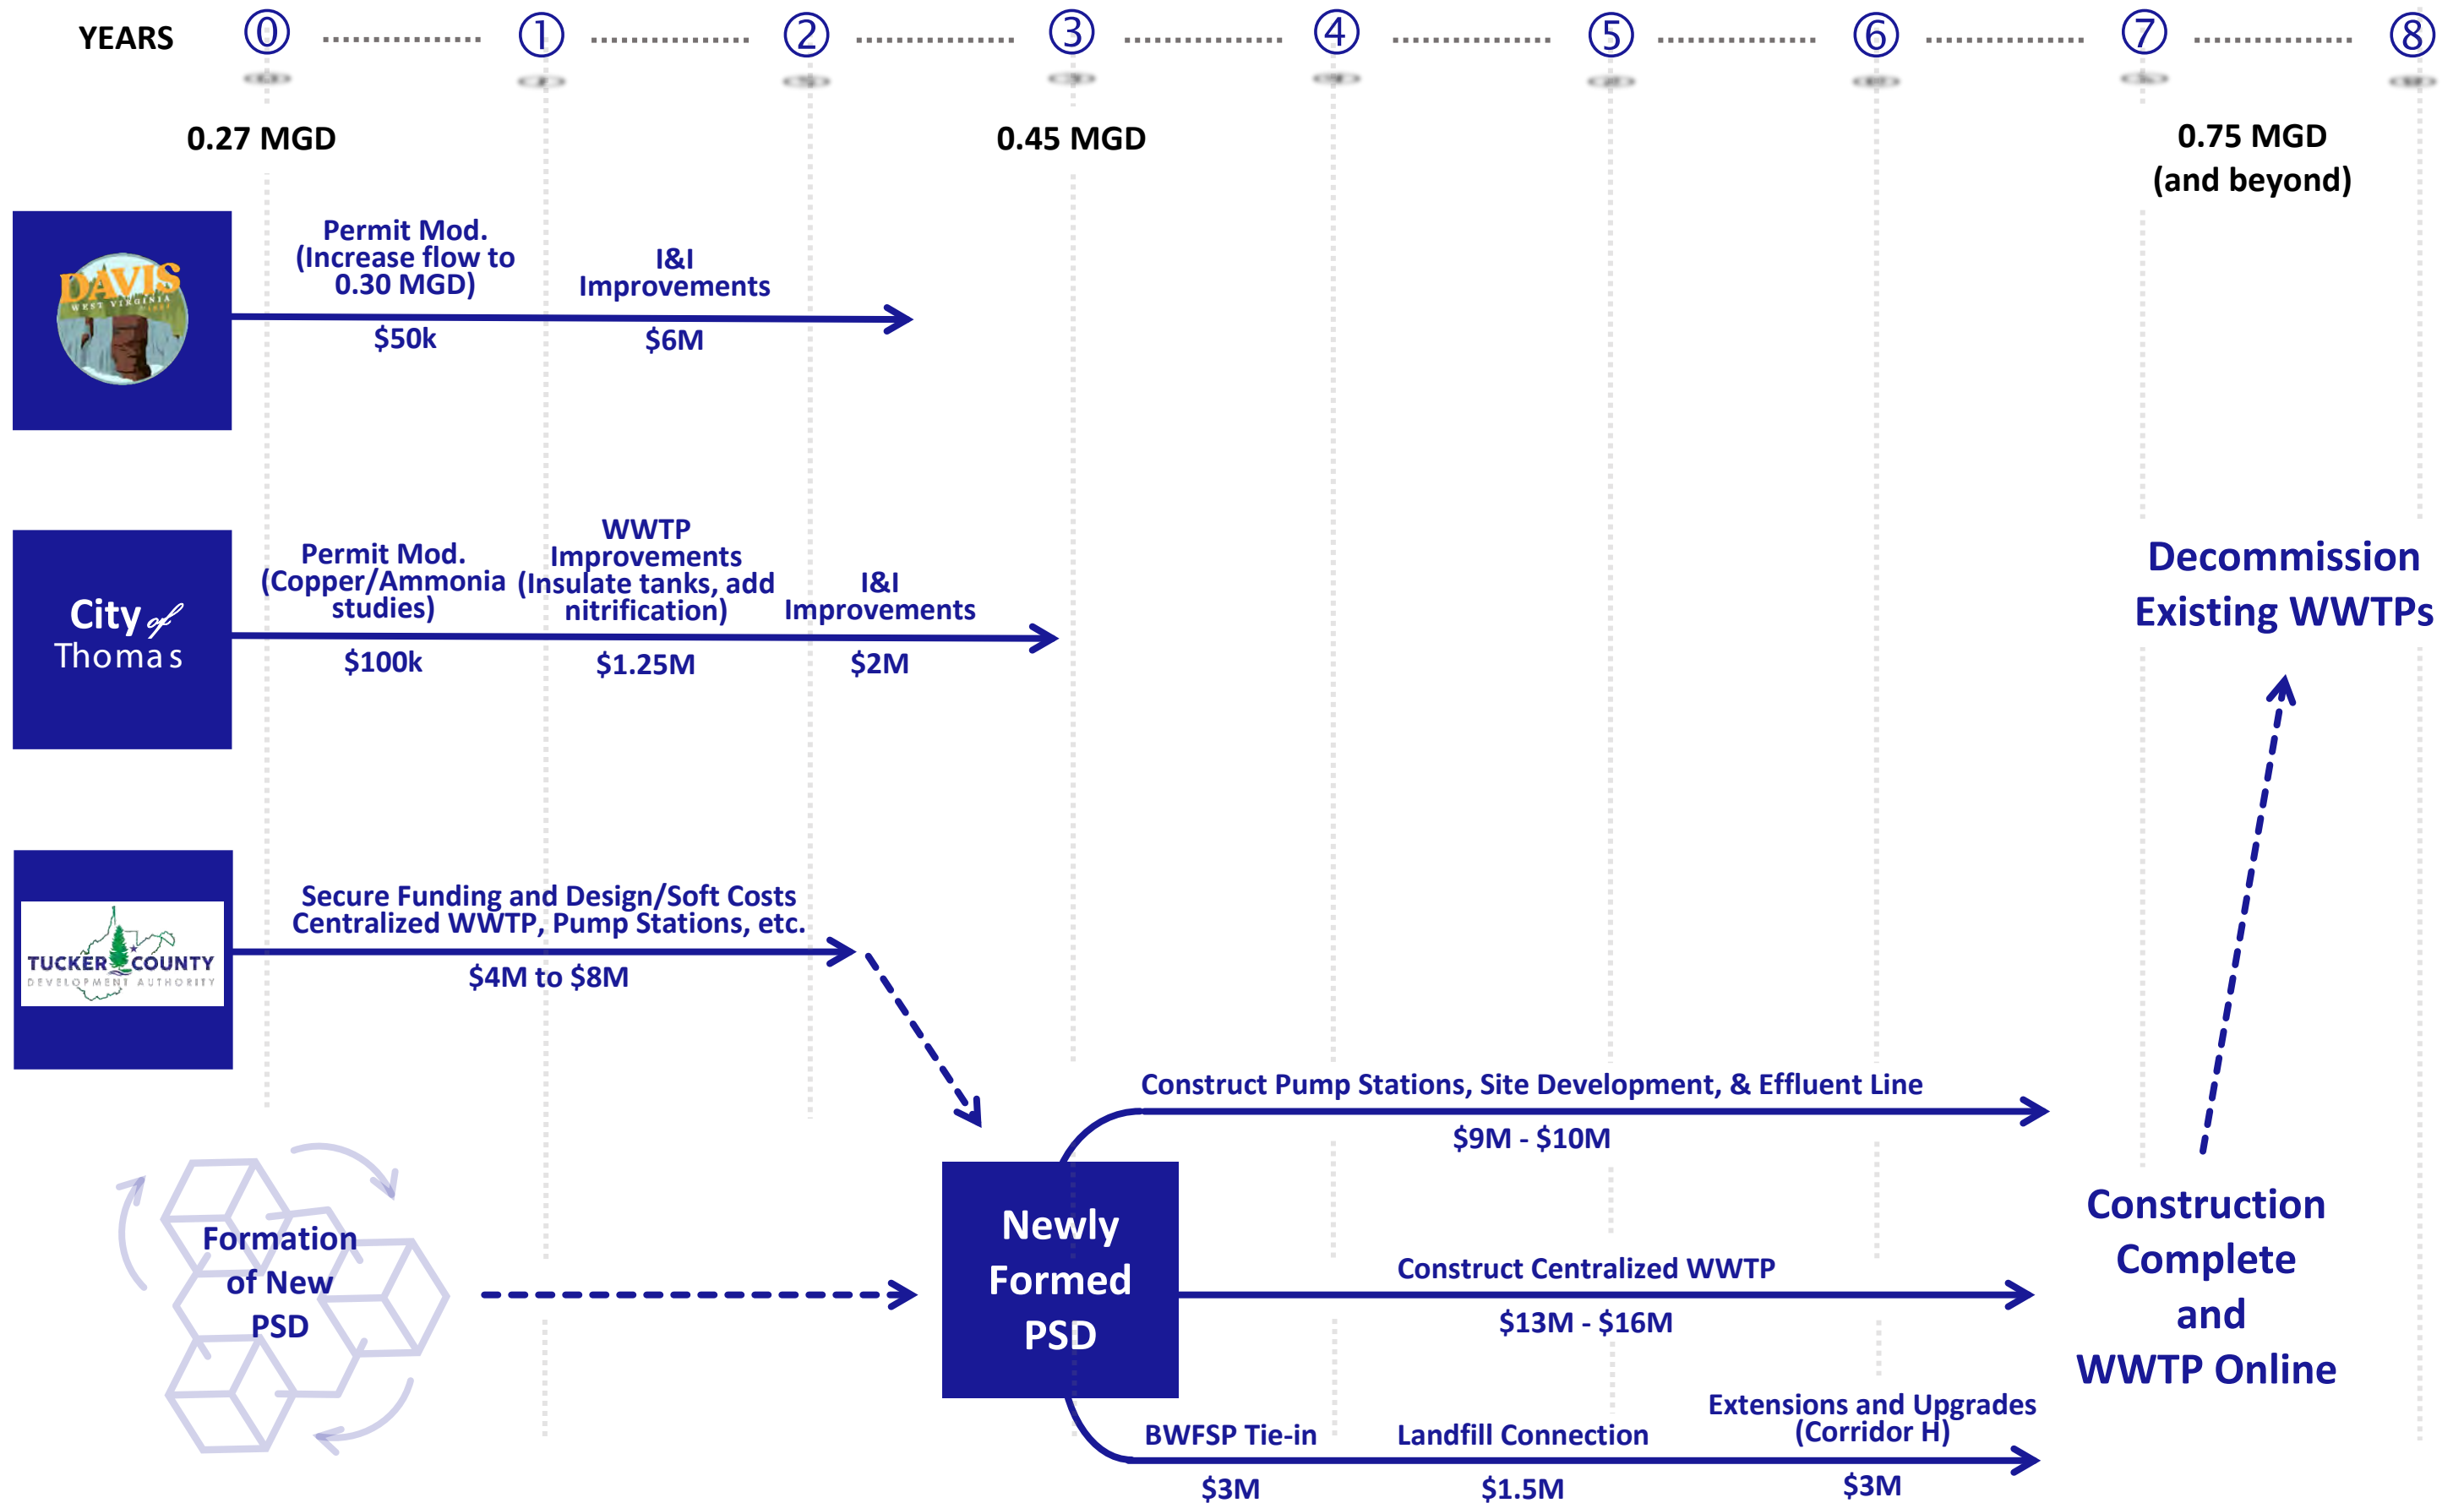 YEARS 0 1 2 3 4 5 6 7 8
0.27 MGD 0.45 MGD 0.75 MGD
(and beyond)
DAVIS
WEST VIRGINIA
Permit Mod.
(Increase flow to
0.30 MGD)
$50k
I&I
Improvements
$6M
City of
Thomas
Permit Mod.
(Copper/Ammonia
studies)
$100k
WWTP
Improvements
(Insulate tanks, add
nitrification)
$1.25M
I&I
Improvements
$2M
Decommission
Existing WWTPs
TUCKER COUNTY
DEVELOPMENT AUTHORITY
Secure Funding and Design/Soft Costs
Centralized WWTP, Pump Stations, etc.
$4M to $8M
Formation
of New
PSD
Newly
Formed
PSD
Construct Pump Stations, Site Development, & Effluent Line
$9M - $10M
Construct Centralized WWTP
$13M - $16M
BWFSP Tie-in
$3M
Landfill Connection
$1.5M
Extensions and Upgrades
(Corridor H)
$3M
Construction
Complete
and
WWTP Online